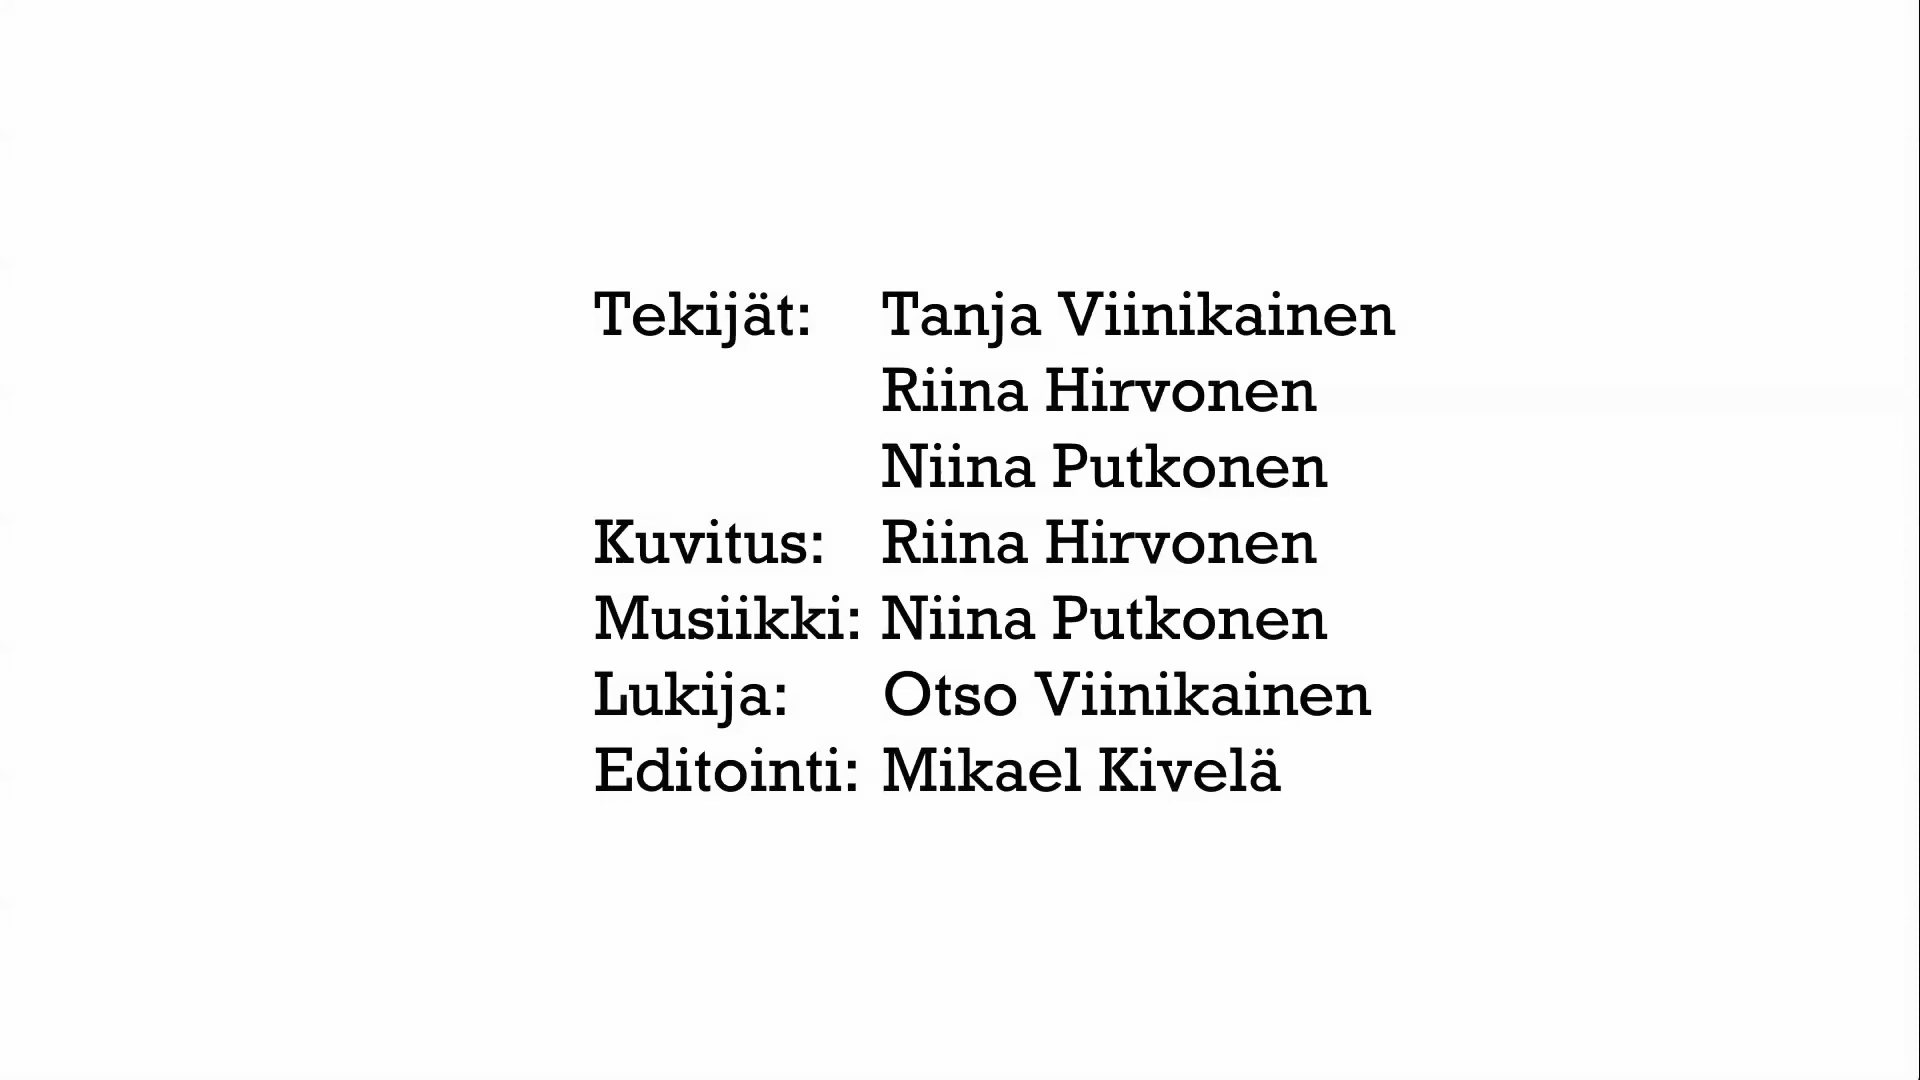 Tekijät: Tanja Viinikainen
Riina Hirvonen
Niina Putkonen
Kuvitus: Riina Hirvonen
Musiikki: Niina Putkonen
Lukija: Otso Viinikainen
Editointi: Mikael Kivelä